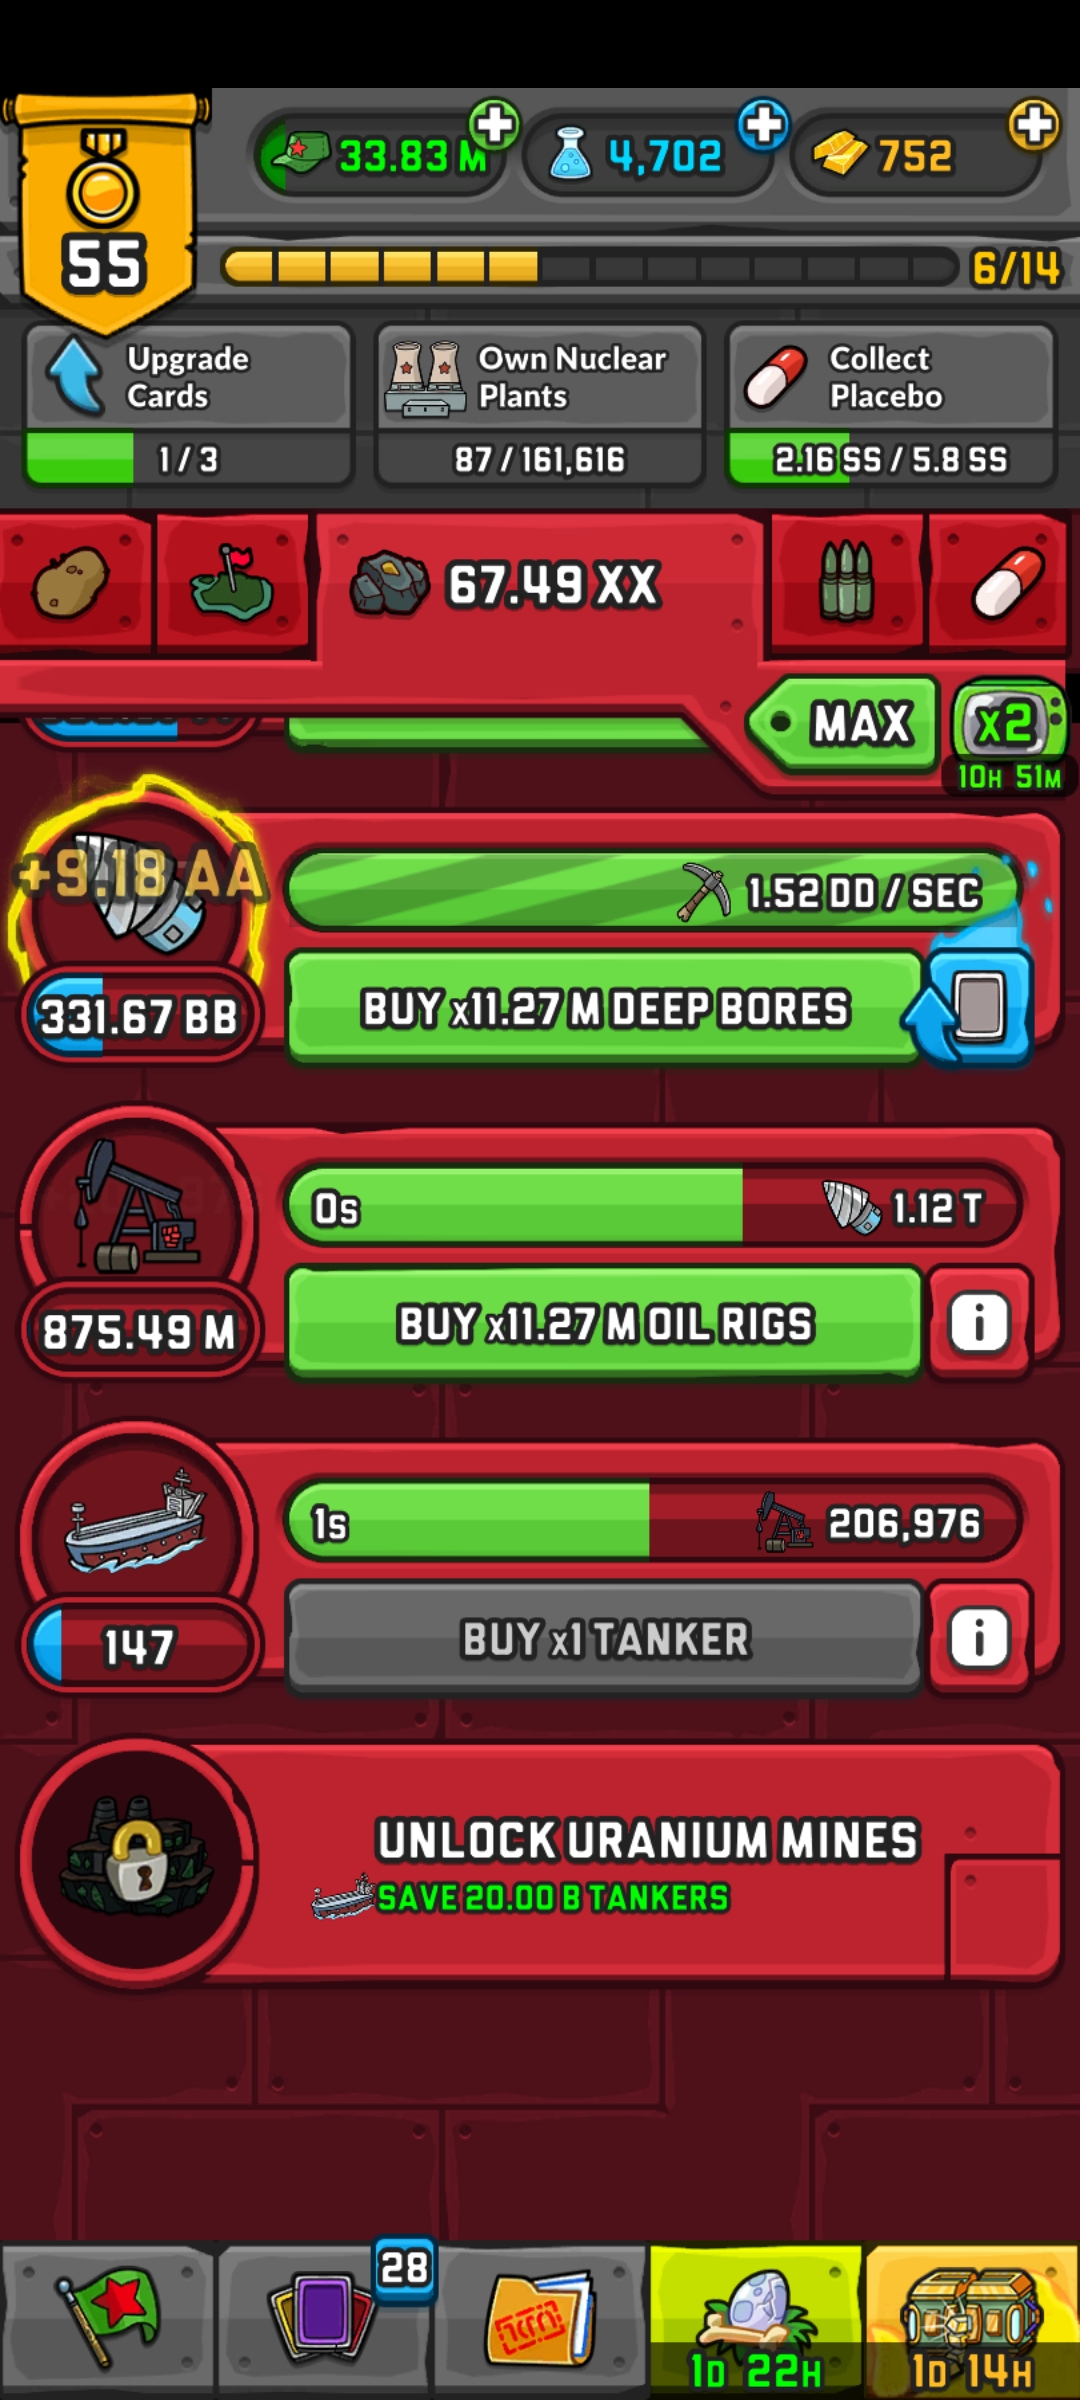 55
33.83 M
4,702
752
6/14
Upgrade
Cards
1 / 3
Own Nuclear
Plants
87 / 161,616
Collect
Placebo
2.16 SS / 5.8 SS
67.49 XX
MAX
x2
10H 51M
+9.18 AA
1.52 DD / SEC
331.67 BB
BUY x11.27 M DEEP BORES
0s
1.12 T
875.49 M
BUY x11.27 M OIL RIGS
i
1s
206,976
147
BUY x1 TANKER
i
UNLOCK URANIUM MINES
SAVE 20.00 B TANKERS
28
1D 22H
1D 14H